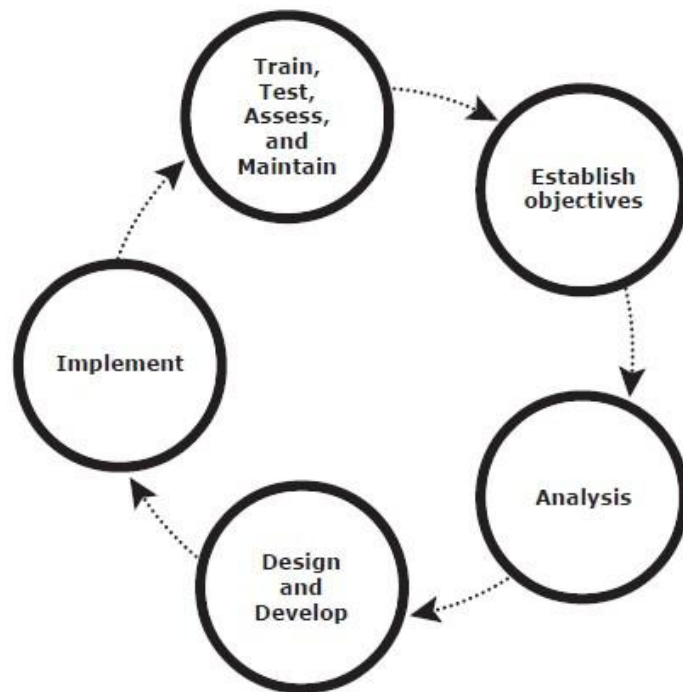 Train,
Test,
Assess,
and
Maintain
Establish
objectives
Analysis
Design
and
Develop
Implement